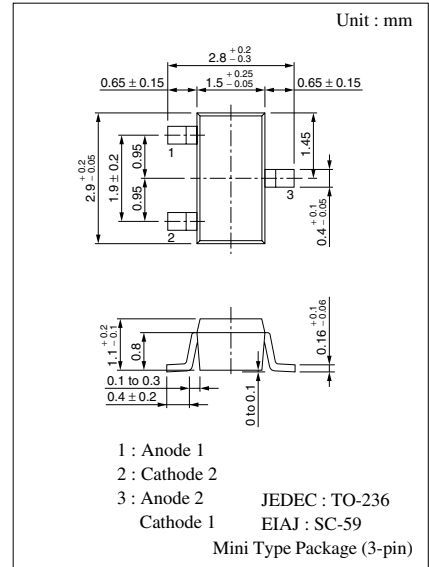 Unit : mm
2.8 +0.2 −0.3
0.65 ± 0.15
1.5 +0.25 −0.05
0.65 ± 0.15
2.9 +0.2 −0.05
1.9 ± 0.2
0.95
0.95
1
2
3
1.45
0.4 +0.1 −0.05
1.1 +0.2 −0.1
0.8
0.16 +0.1 −0.06
0.1 to 0.3
0.4 ± 0.2
0 to 0.1
1 : Anode 1
2 : Cathode 2
3 : Anode 2
Cathode 1
JEDEC : TO-236
EIAJ : SC-59
Mini Type Package (3-pin)